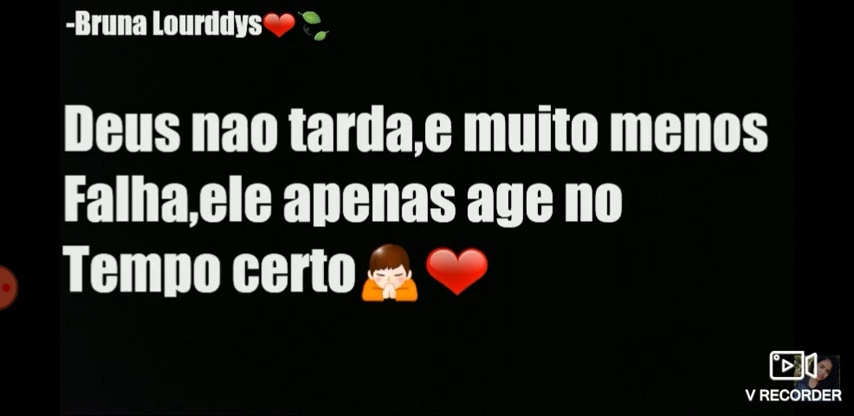 -Bruna Lourddys❤️🍃
Deus nao tarda,e muito menos
Falha,ele apenas age no
Tempo certo🙏❤️
V RECORDER